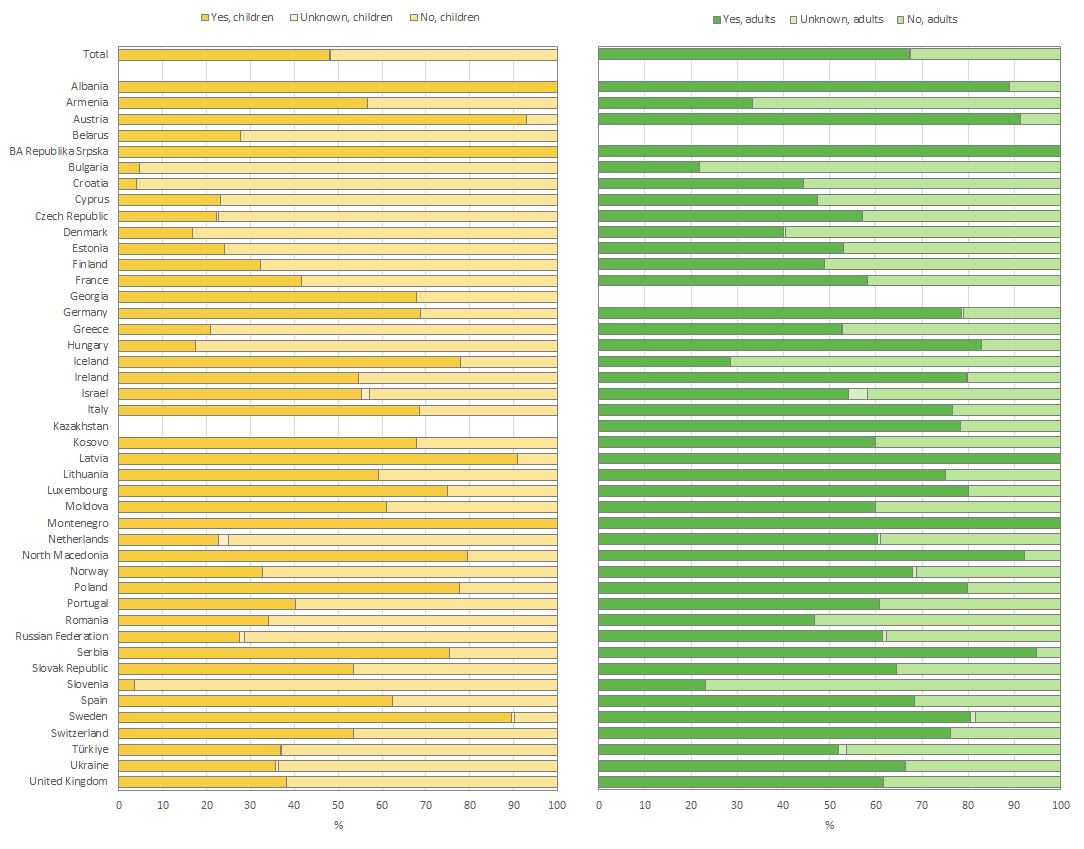 Yes, children Unknown, children No, children
Yes, adults Unknown, adults No, adults
Total
Albania
Armenia
Austria
Belarus
BA Republika Srpska
Bulgaria
Croatia
Cyprus
Czech Republic
Denmark
Estonia
Finland
France
Georgia
Germany
Greece
Hungary
Iceland
Ireland
Israel
Italy
Kazakhstan
Kosovo
Latvia
Lithuania
Luxembourg
Moldova
Montenegro
Netherlands
North Macedonia
Norway
Poland
Portugal
Romania
Russian Federation
Serbia
Slovak Republic
Slovenia
Spain
Sweden
Switzerland
Türkiye
Ukraine
United Kingdom
0 10 20 30 40 50 60 70 80 90 100
%
0 10 20 30 40 50 60 70 80 90 100
%